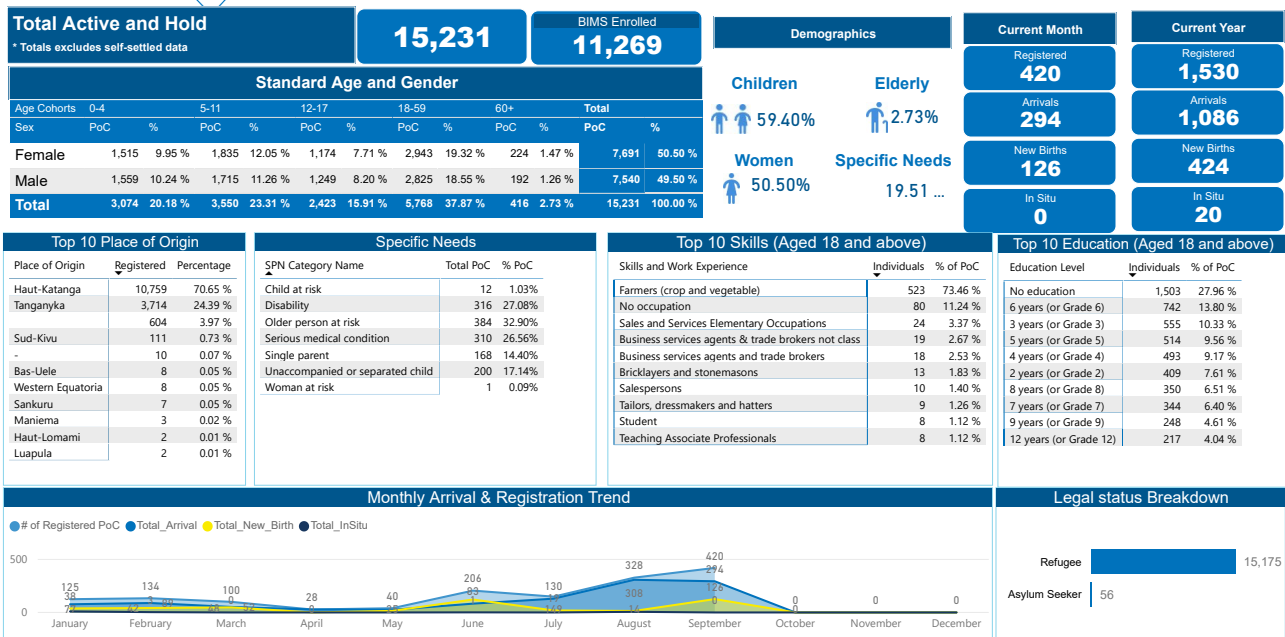 Total Active and Hold
* Totals excludes self-settled data
15,231
BIMS Enrolled
11,269
Demographics
Children
59.40%
Elderly
2.73%
Women
50.50%
Specific Needs
19.51 ...
Current Month
Registered
420
Arrivals
294
New Births
126
In Situ
0
Current Year
Registered
1,530
Arrivals
1,086
New Births
424
In Situ
20
Standard Age and Gender
Age Cohorts 0-4 5-11 12-17 18-59 60+ Total
Sex PoC % PoC % PoC % PoC % PoC % PoC %
Female 1,515 9.95 % 1,835 12.05 % 1,174 7.71 % 2,943 19.32 % 224 1.47 % 7,691 50.50 %
Male 1,559 10.24 % 1,715 11.26 % 1,249 8.20 % 2,825 18.55 % 192 1.26 % 7,540 49.50 %
Total 3,074 20.18 % 3,550 23.31 % 2,423 15.91 % 5,768 37.87 % 416 2.73 % 15,231 100.00 %
Top 10 Place of Origin
Place of Origin Registered Percentage
Haut-Katanga 10,759 70.65 %
Tanganyka 3,714 24.39 %
604 3.97 %
Sud-Kivu 111 0.73 %
- 10 0.07 %
Bas-Uele 8 0.05 %
Western Equatoria 8 0.05 %
Sankuru 7 0.05 %
Maniema 3 0.02 %
Haut-Lomami 2 0.01 %
Luapula 2 0.01 %
Specific Needs
SPN Category Name Total PoC % PoC
Child at risk 12 1.03%
Disability 316 27.08%
Older person at risk 384 32.90%
Serious medical condition 310 26.56%
Single parent 168 14.40%
Unaccompanied or separated child 200 17.14%
Woman at risk 1 0.09%
Top 10 Skills (Aged 18 and above)
Skills and Work Experience Individuals % of PoC
Farmers (crop and vegetable) 523 73.46 %
No occupation 80 11.24 %
Sales and Services Elementary Occupations 24 3.37 %
Business services agents & trade brokers not class 19 2.67 %
Business services agents and trade brokers 18 2.53 %
Bricklayers and stonemasons 13 1.83 %
Salespersons 10 1.40 %
Tailors, dressmakers and hatters 9 1.26 %
Student 8 1.12 %
Teaching Associate Professionals 8 1.12 %
Top 10 Education (Aged 18 and above)
Education Level Individuals % of PoC
No education 1,503 27.96 %
6 years (or Grade 6) 742 13.80 %
3 years (or Grade 3) 555 10.33 %
5 years (or Grade 5) 514 9.56 %
4 years (or Grade 4) 493 9.17 %
2 years (or Grade 2) 409 7.61 %
8 years (or Grade 8) 350 6.51 %
7 years (or Grade 7) 344 6.40 %
9 years (or Grade 9) 248 4.61 %
12 years (or Grade 12) 217 4.04 %
Monthly Arrival & Registration Trend
# of Registered PoC Total_Arrival Total_New_Birth Total_InSitu
500
0
125 134 100 28 40 206 130 328 420
38 83 308 294
126
0 0 0 0
January February March April May June July August September October November December
Legal status Breakdown
Refugee 15,175
Asylum Seeker 56